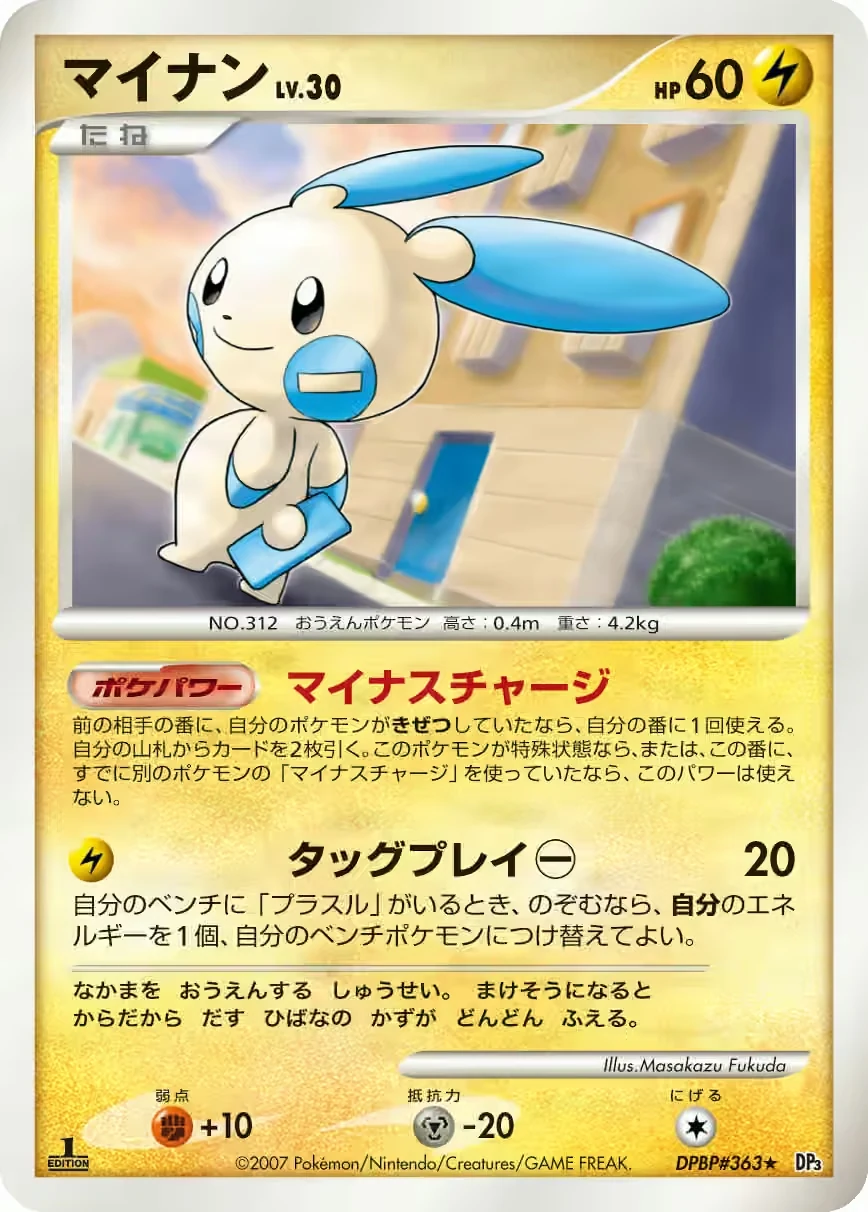 マイナン LV.30 HP60
たね
NO.312 おうえんポケモン 高さ：0.4m 重さ：4.2kg
ポケパワー マイナスチャージ
前の相手の番に、自分のポケモンがきぜつしていたなら、自分の番に1回使える。
自分の山札からカードを2枚引く。このポケモンが特殊状態なら、または、この番に、
すでに別のポケモンの「マイナスチャージ」を使っていたなら、このパワーは使え
ない。
タッグプレイ㊀ 20
自分のベンチに「プラスル」がいるとき、のぞむなら、自分のエネ
ルギーを1個、自分のベンチポケモンにつけ替えてよい。
なかまを おうえんする しゅうせい。 まけそうになると
からだから だす ひばなの かずが どんどん ふえる。
Illus.Masakazu Fukuda
弱点 抵抗力 にげる
+10 -20
1 EDITION ©2007 Pokémon/Nintendo/Creatures/GAME FREAK. DPBP#363★ DP3